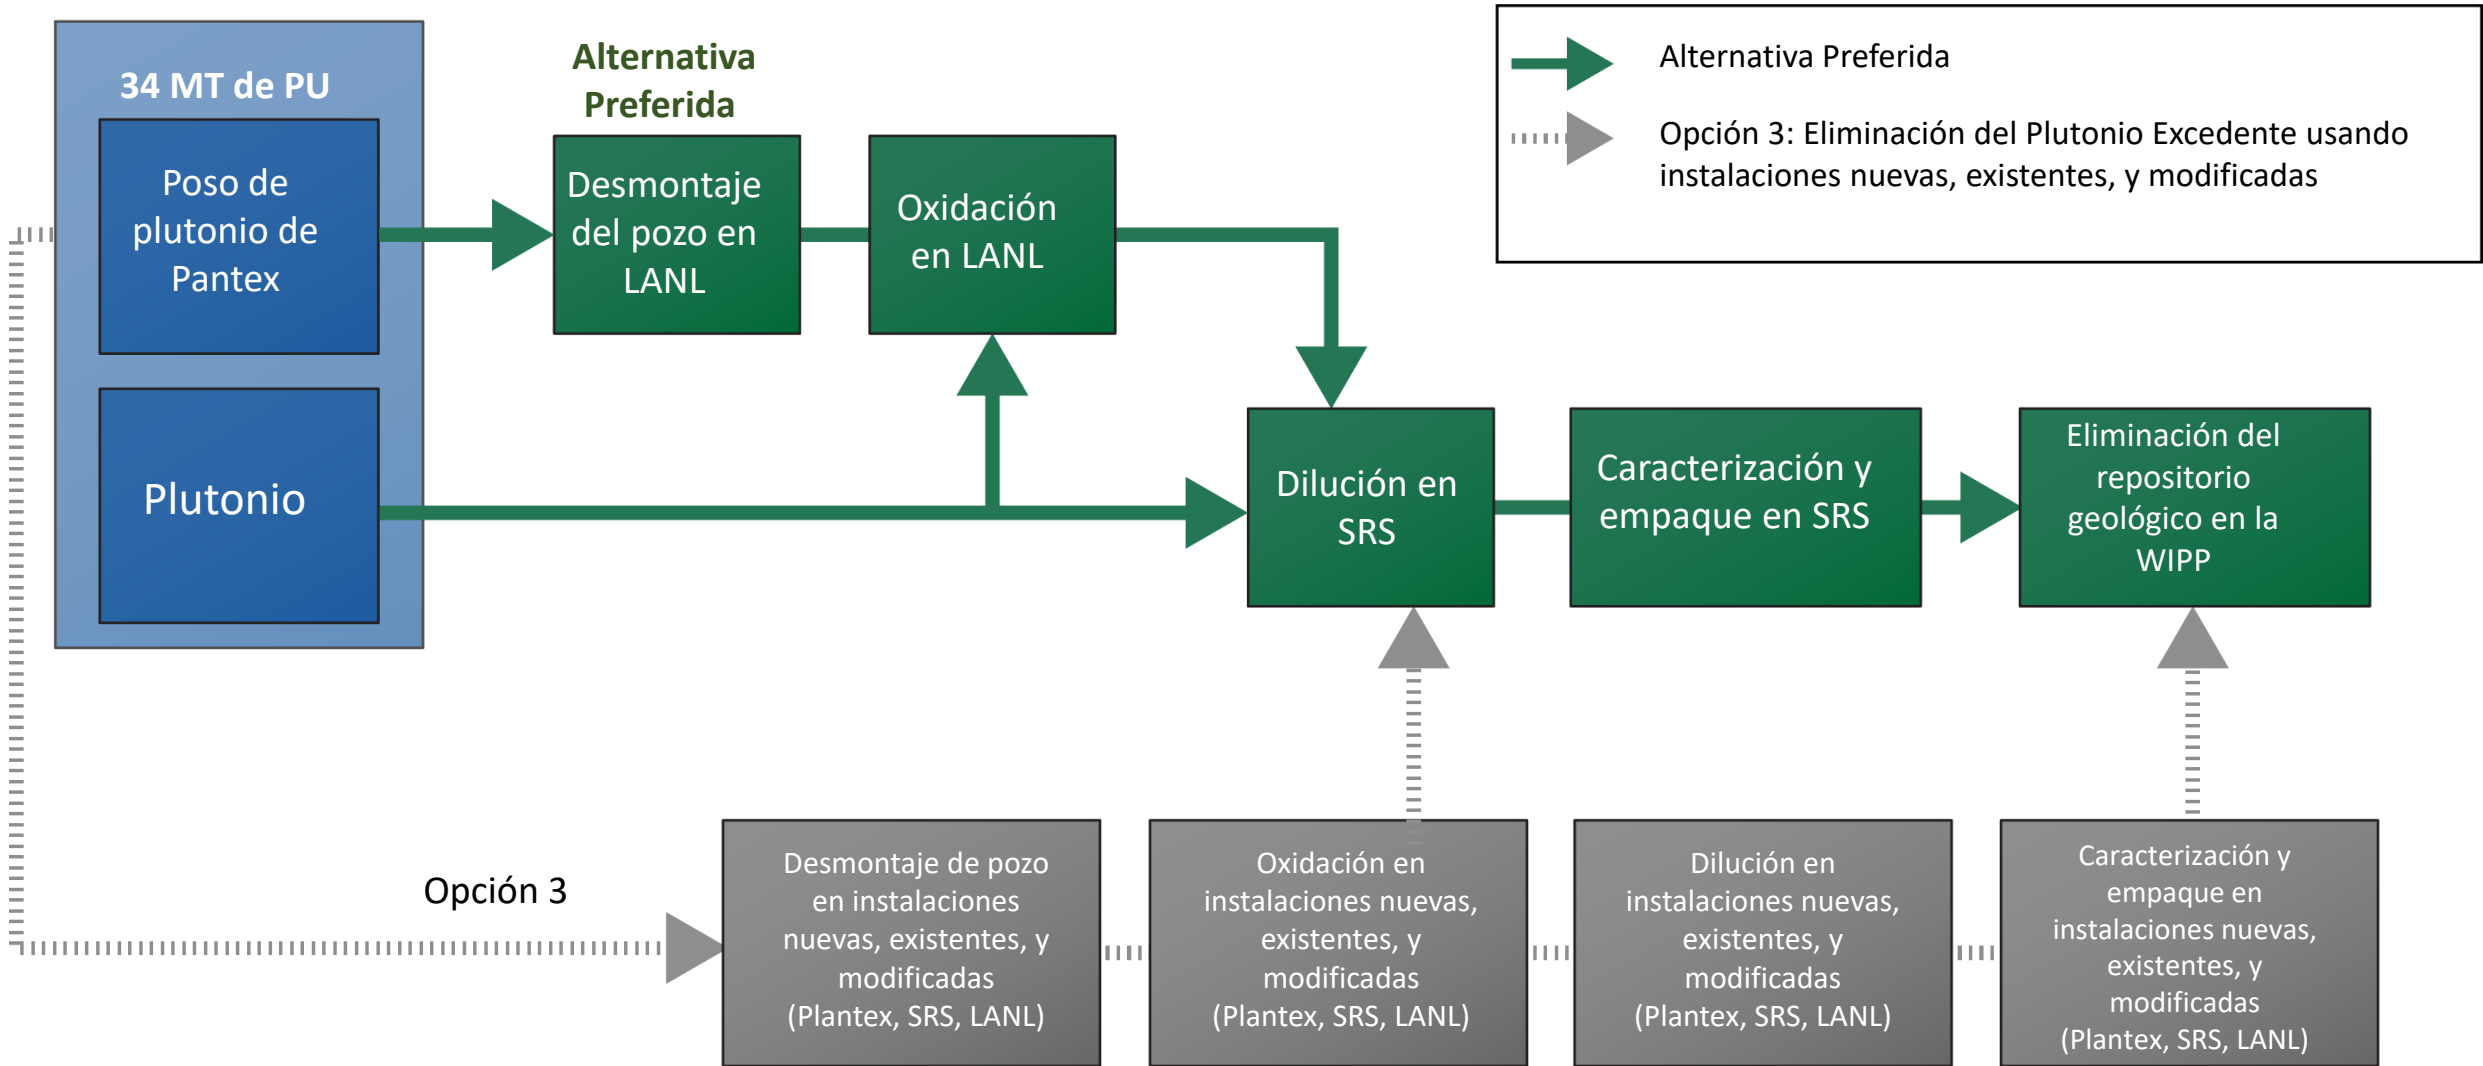 34 MT de PU
Poso de
plutonio de
Pantex
Plutonio
Alternativa
Preferida
Desmontaje
del pozo en
LANL
Oxidación
en LANL
Alternativa Preferida
Opción 3: Eliminación del Plutonio Excedente usando
instalaciones nuevas, existentes, y modificadas
Dilución en
SRS
Caracterización y
empaque en SRS
Eliminación del
repositorio
geológico en la
WIPP
Opción 3
Desmontaje de pozo
en instalaciones
nuevas, existentes, y
modificadas
(Plantex, SRS, LANL)
Oxidación en
instalaciones nuevas,
existentes, y
modificadas
(Plantex, SRS, LANL)
Dilución en
instalaciones nuevas,
existentes, y
modificadas
(Plantex, SRS, LANL)
Caracterización y
empaque en
instalaciones nuevas,
existentes, y
modificadas
(Plantex, SRS, LANL)